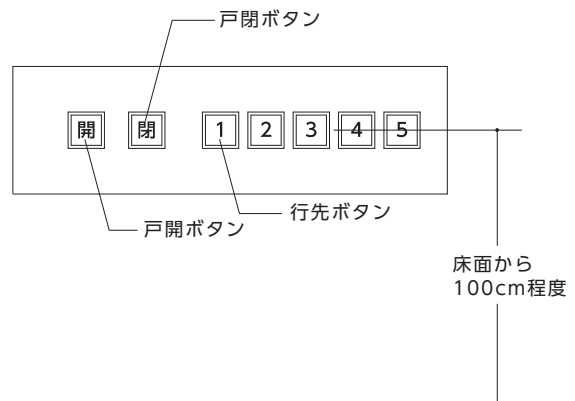 戸閉ボタン
開 閉 1 2 3 4 5
行先ボタン
戸開ボタン
床面から
100cm程度